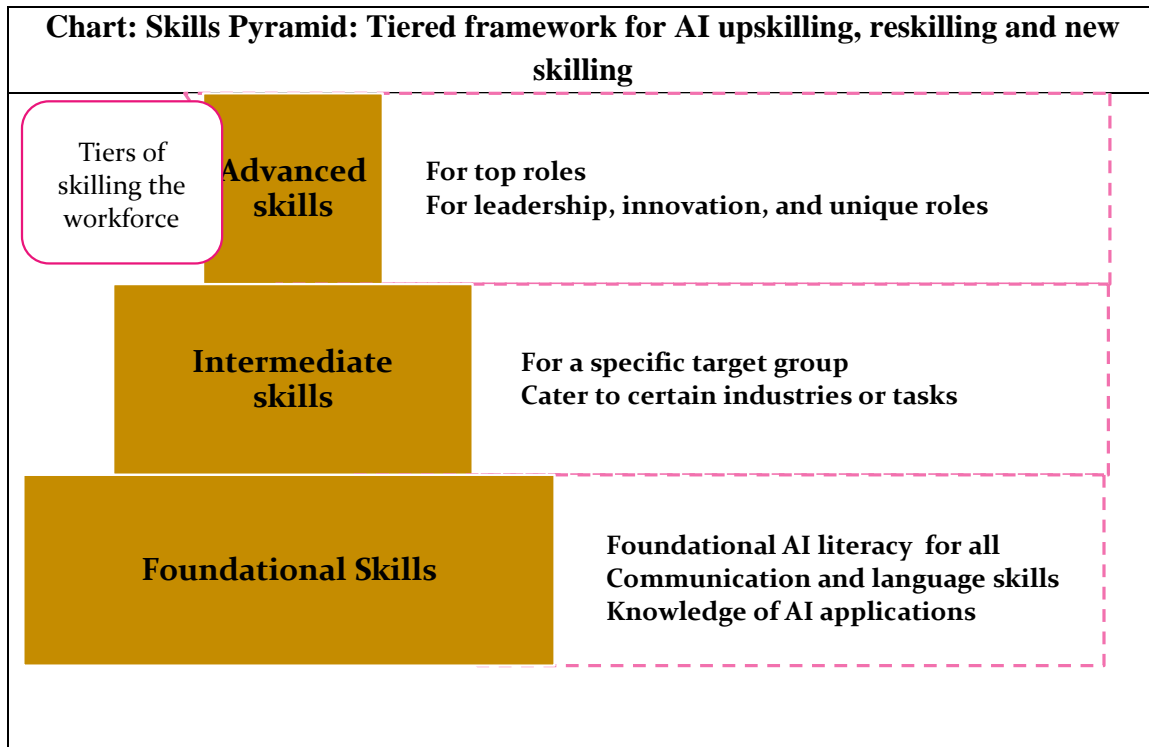 Chart: Skills Pyramid: Tiered framework for AI upskilling, reskilling and new
skilling
Tiers of
skilling the
workforce
Advanced
skills
For top roles
For leadership, innovation, and unique roles
Intermediate
skills
For a specific target group
Cater to certain industries or tasks
Foundational Skills
Foundational AI literacy for all
Communication and language skills
Knowledge of AI applications